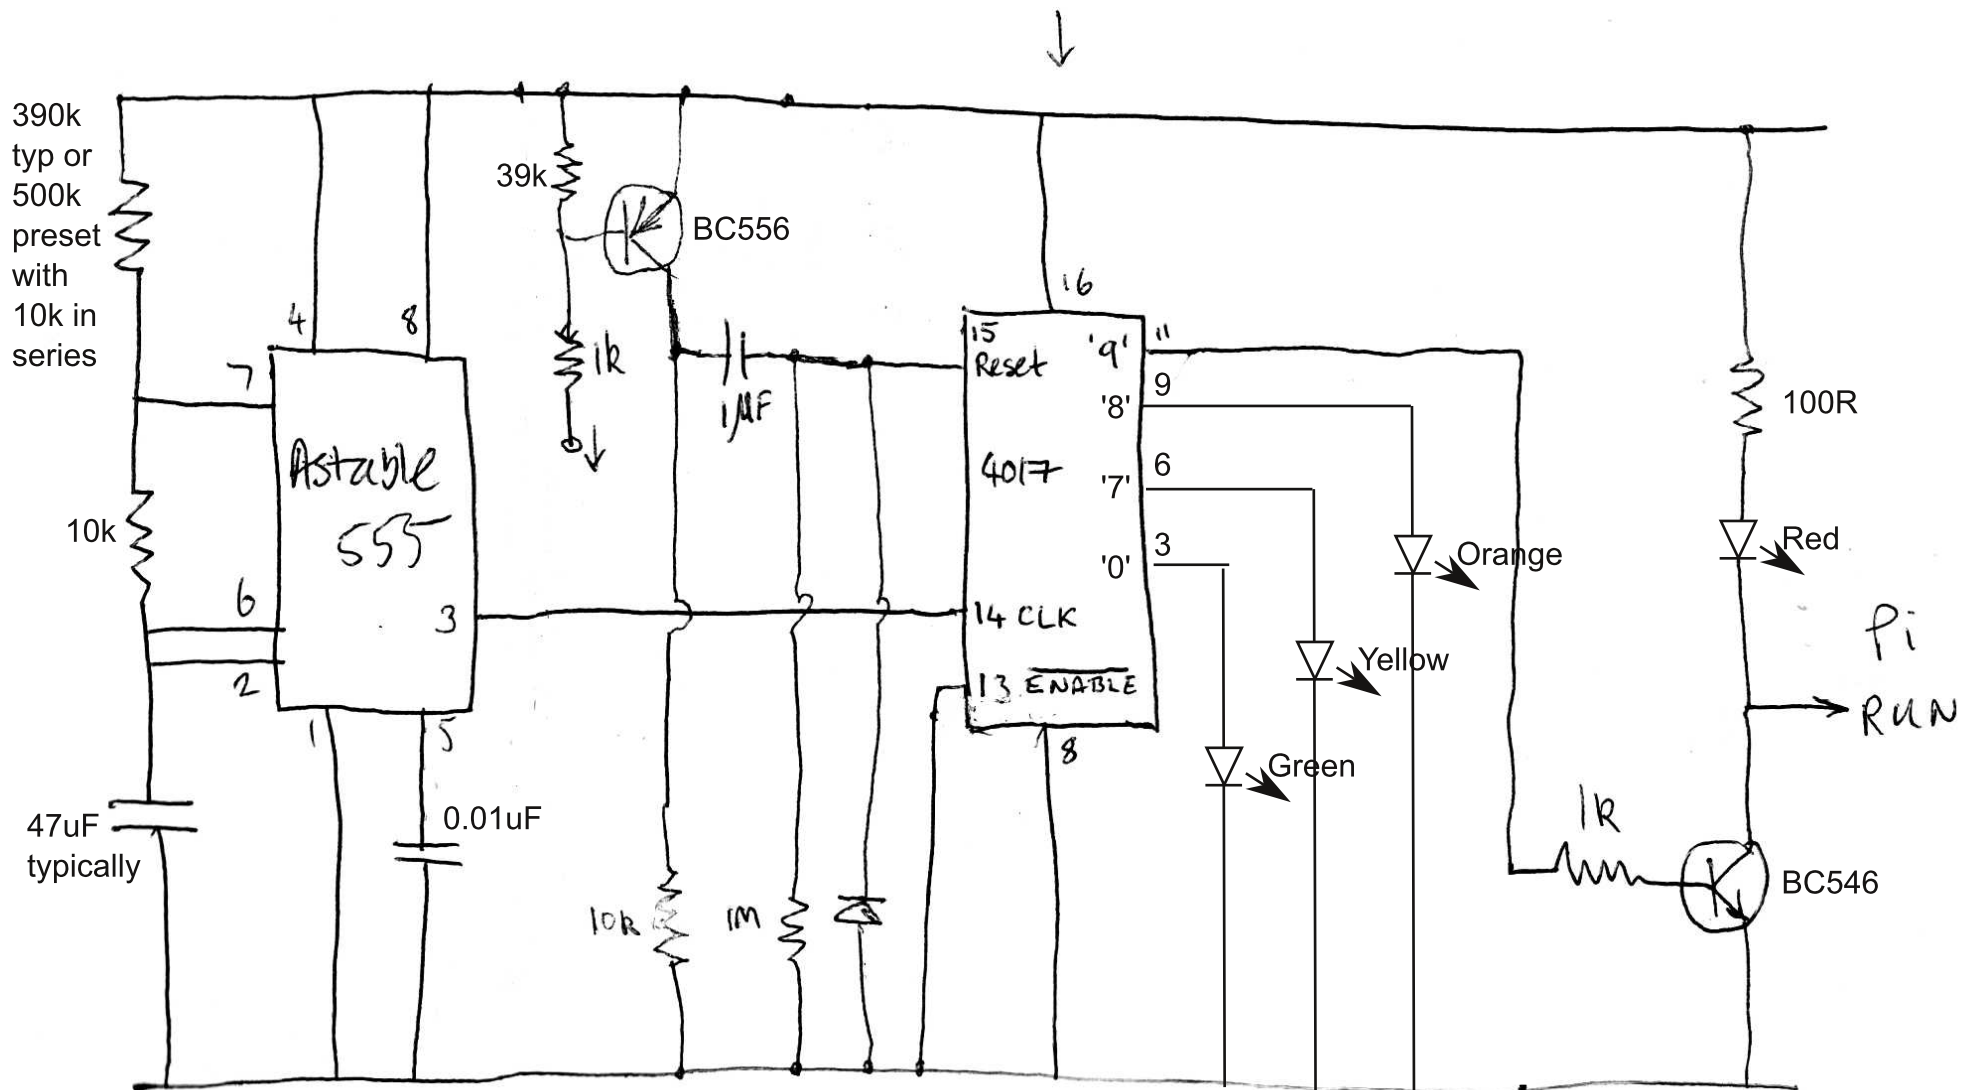 390k
typ or
500k
preset
with
10k in
series
39k
BC556
4
8
7
Astable
555
10k
6
2
3
1
5
47uF
typically
0.01uF
1k
1µF
10k
1M
16
15
Reset
4017
14 CLK
13 ENABLE
8
'9'
11
'8'
9
'7'
6
'0'
3
Orange
Yellow
Green
100R
Red
Pi
RUN
1k
BC546